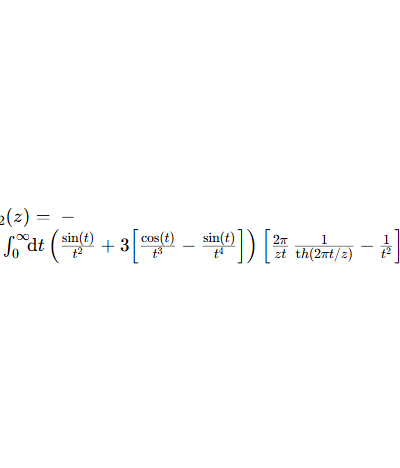 ₂(z) = −
∫₀^∞ dt ( sin(t)/t² + 3 [ cos(t)/t³ − sin(t)/t⁴ ] ) [ 2π/zt 1/th(2πt/z) − 1/t² ]